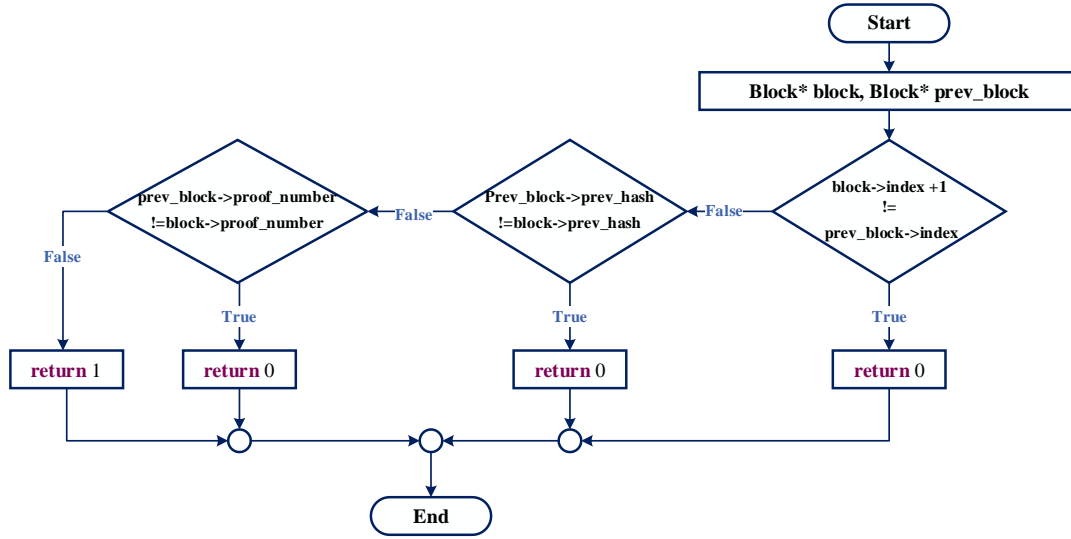 Start
Block* block, Block* prev_block
block->index +1
!=
prev_block->index
False
Prev_block->prev_hash
!=block->prev_hash
False
prev_block->proof_number
!=block->proof_number
False
True
True
True
return 1
return 0
return 0
return 0
End